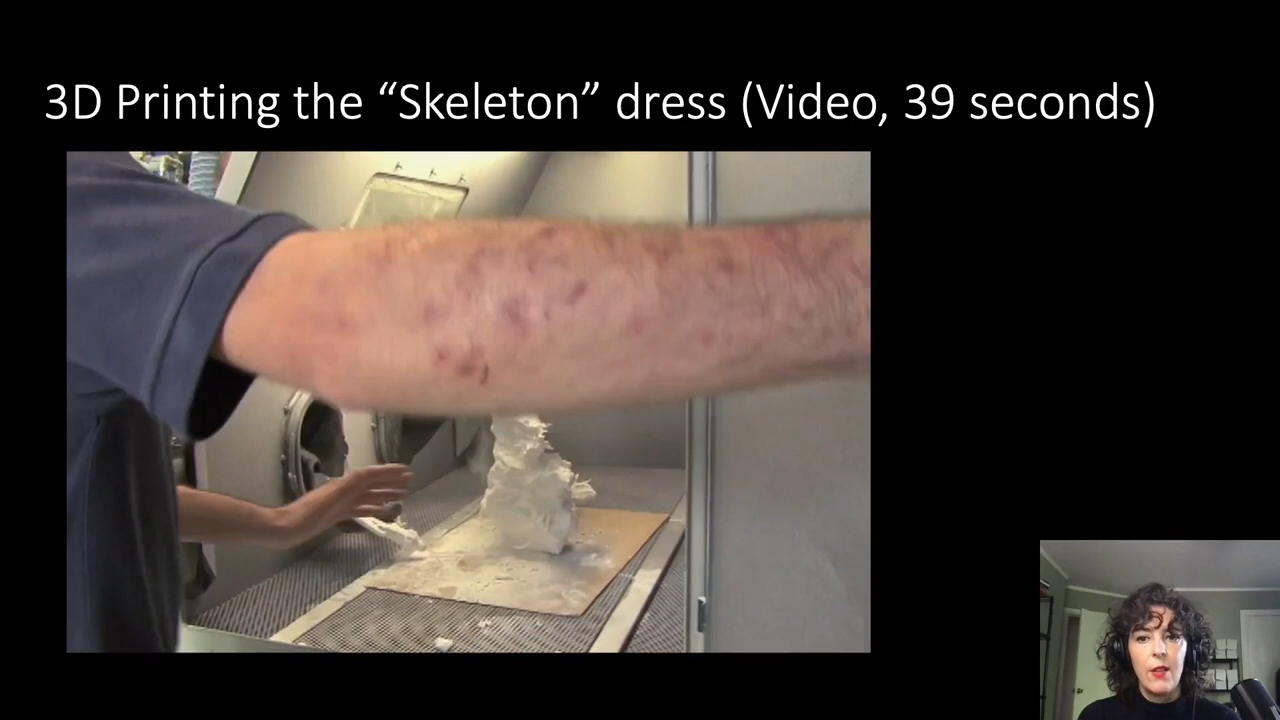 3D Printing the “Skeleton” dress (Video, 39 seconds)